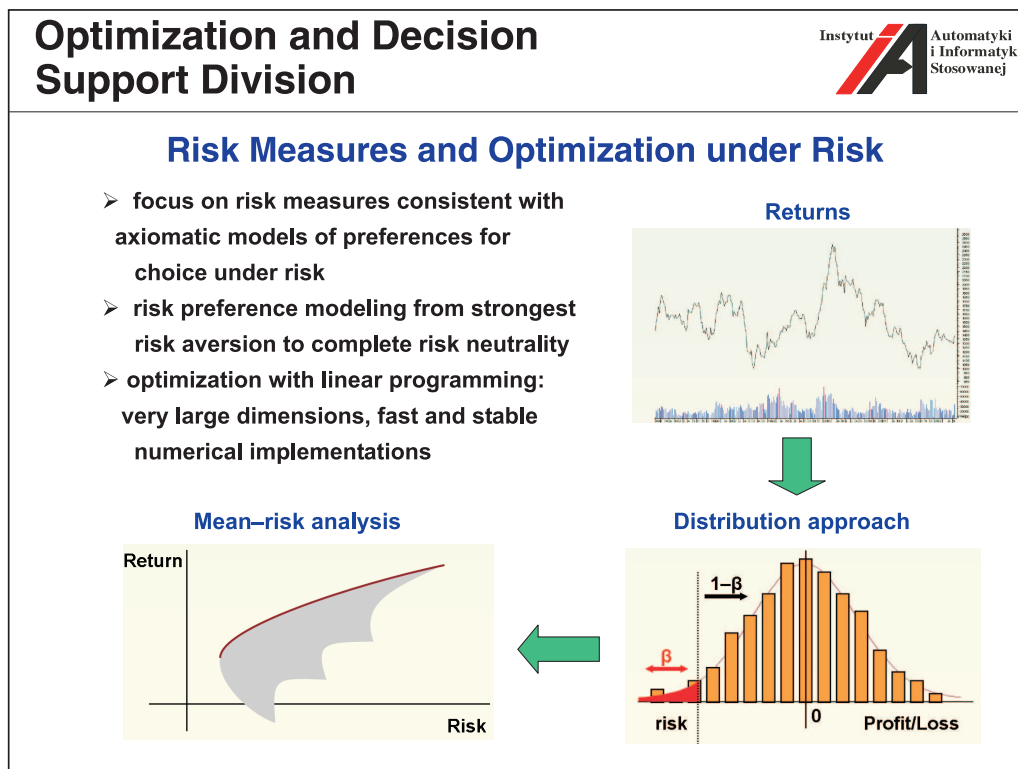 Optimization and Decision
Support Division
Instytut
Automatyki
i Informatyk
Stosowanej
Risk Measures and Optimization under Risk
➢ focus on risk measures consistent with
axiomatic models of preferences for
choice under risk
➢ risk preference modeling from strongest
risk aversion to complete risk neutrality
➢ optimization with linear programming:
very large dimensions, fast and stable
numerical implementations
Returns
Mean–risk analysis
Return
Risk
Distribution approach
1–β
β
risk
0
Profit/Loss